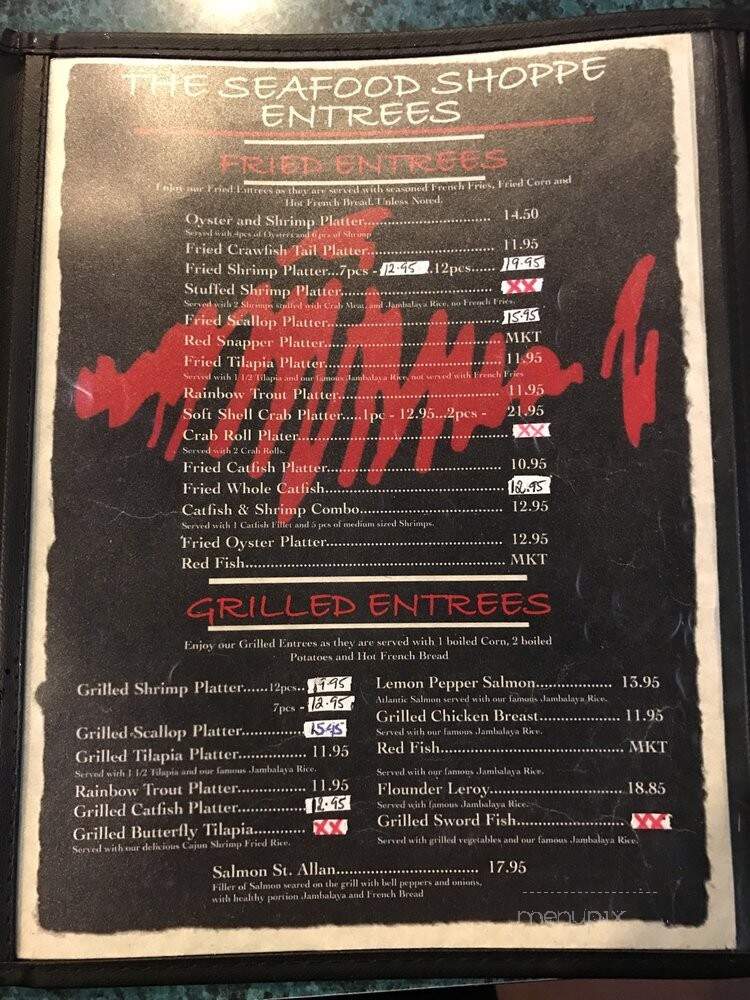 THE SEAFOOD SHOPPE
ENTREES
FRIED ENTREES
Enjoy our Fried Entrees as they are served with seasoned French Fries, Fried Corn and
Hot French Bread. Unless Noted.
Oyster and Shrimp Platter.................................. 14.50
Served with 4pcs of Oysters and 6 pcs of Shrimp
Fried Crawfish Tail Platter.................................. 11.95
Fried Shrimp Platter...7pcs - 12.95 .12pcs...... 19.95
Stuffed Shrimp Platter.................................. XX
Served with 2 Shrimps stuffed with Crab Meat, and Jambalaya Rice, no French Fries.
Fried Scallop Platter.................................. 15.95
Red Snapper Platter.................................. MKT
Fried Tilapia Platter.................................. 11.95
Served with 1 1/2 Tilapia and our famous Jambalaya Rice, not served with French Fries
Rainbow Trout Platter.................................. 11.95
Soft Shell Crab Platter....1pc - 12.95...2pcs - 21.95
Crab Roll Plater.................................. XX
Served with 2 Crab Rolls.
Fried Catfish Platter.................................. 10.95
Fried Whole Catfish.................................. 12.95
Catfish & Shrimp Combo.................................. 12.95
Served with 1 Catfish Fillet and 5 pcs of medium sized Shrimps.
Fried Oyster Platter.................................. 12.95
Red Fish.................................. MKT
GRILLED ENTREES
Enjoy our Grilled Entrees as they are served with 1 boiled Corn, 2 boiled
Potatoes and Hot French Bread
Grilled Shrimp Platter......12pcs.. 19.95
7pcs - 12.95
Grilled Scallop Platter............ 15.95
Grilled Tilapia Platter............ 11.95
Served with 1 1/2 Tilapia and our famous Jambalaya Rice.
Rainbow Trout Platter............ 11.95
Grilled Catfish Platter............ 12.95
Grilled Butterfly Tilapia............ XX
Served with our delicious Cajun Shrimp Fried Rice.
Lemon Pepper Salmon................. 13.95
Atlantic Salmon served with our famous Jambalaya Rice.
Grilled Chicken Breast................. 11.95
Served with our famous Jambalaya Rice.
Red Fish.................................. MKT
Served with our famous Jambalaya Rice.
Flounder Leroy.............................18.85
Served with famous Jambalaya Rice.
Grilled Sword Fish........................ XX
Served with grilled vegetables and our famous Jambalaya Rice.
Salmon St. Allan.................................. 17.95
Filler of Salmon seared on the grill with bell peppers and onions,
with healthy portion Jambalaya and French Bread
menupix